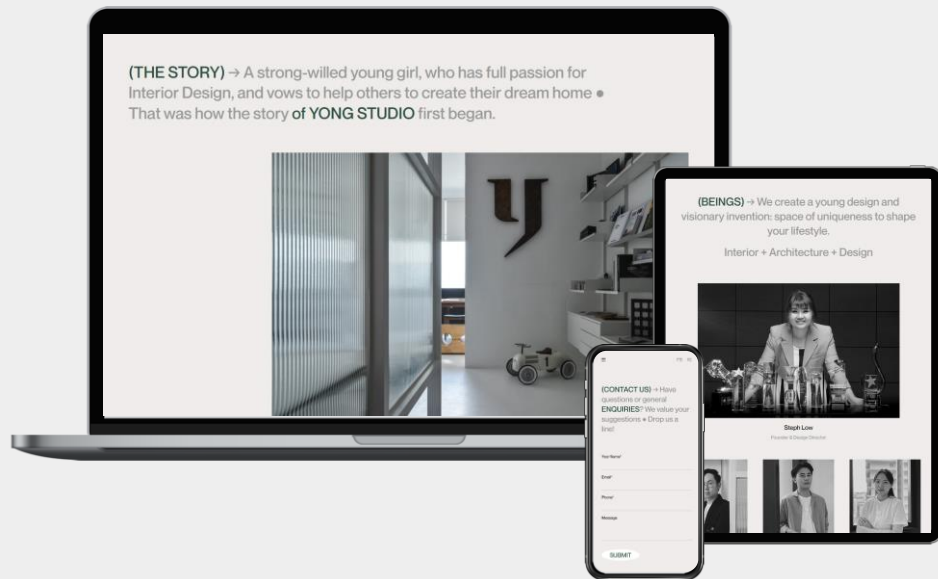 (THE STORY) → A strong-willed young girl, who has full passion for
Interior Design, and vows to help others to create their dream home ●
That was how the story of YONG STUDIO first began.
y
1
(BEINGS) → We create a young design and
visionary invention: space of uniqueness to shape
your lifestyle.
Interior + Architecture + Design
Steph Low
Founder & Design Director
(CONTACT US) → Have
questions or general
ENQUIRIES? We value your
suggestions ● Drop us a
line!
Your Name*
Email*
Phone*
Message
SUBMIT